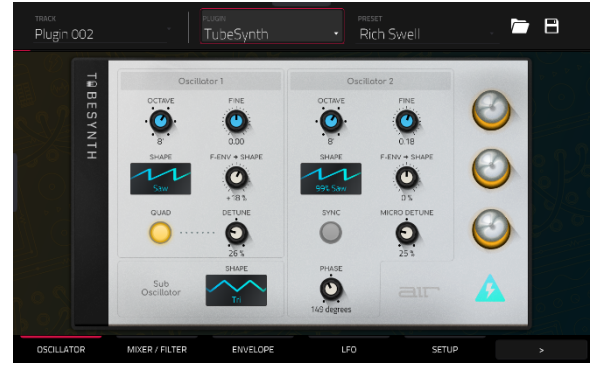 TRACK
Plugin 002
PLUGIN
TubeSynth
PRESET
Rich Swell
TUBESYNTH
Oscillator 1
OCTAVE
FINE
8'
0.00
SHAPE
F-ENV → SHAPE
Saw
+18 %
QUAD
DETUNE
26 %
Sub
Oscillator
SHAPE
Tri
Oscillator 2
OCTAVE
FINE
8'
0.18
SHAPE
F-ENV → SHAPE
99% Saw
0 %
SYNC
MICRO DETUNE
25 %
PHASE
149 degrees
air
OSCILLATOR
MIXER / FILTER
ENVELOPE
LFO
SETUP
>